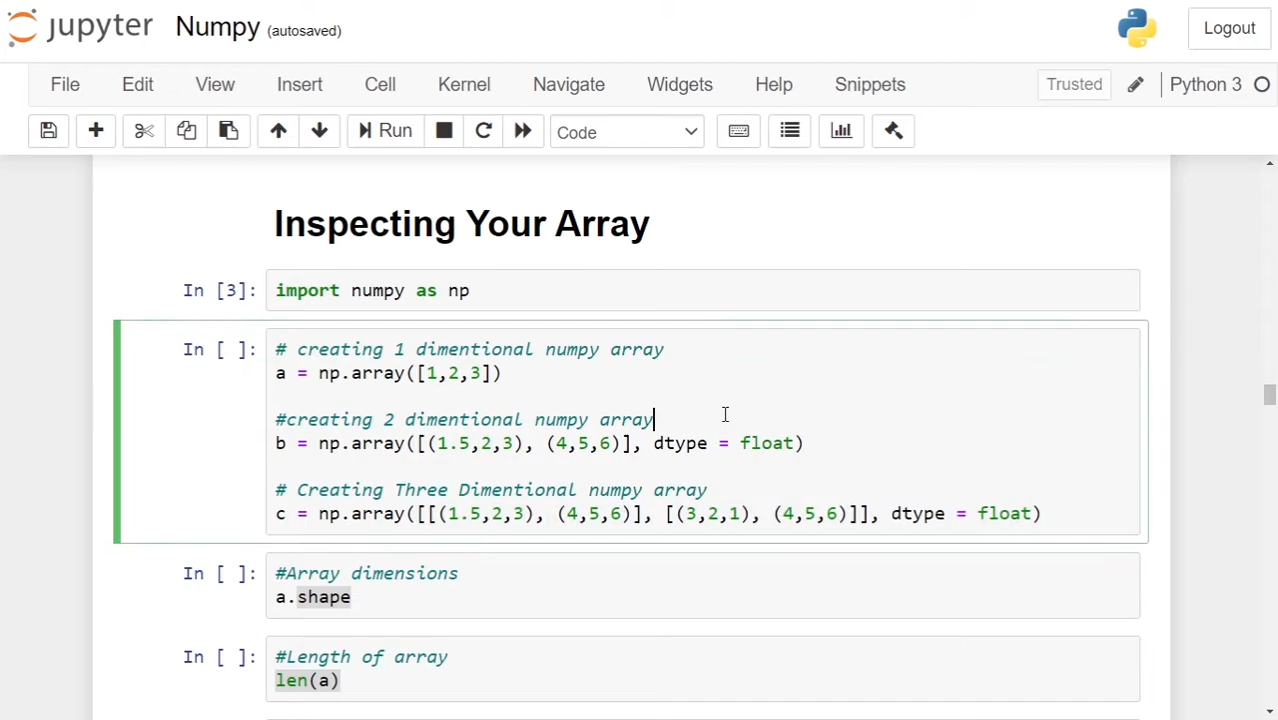 jupyter Numpy (autosaved) Logout
File Edit View Insert Cell Kernel Navigate Widgets Help Snippets Trusted Python 3
Run Code
Inspecting Your Array
In [3]: import numpy as np
In [ ]: # creating 1 dimentional numpy array
a = np.array([1,2,3])
#creating 2 dimentional numpy array
b = np.array([(1.5,2,3), (4,5,6)], dtype = float)
# Creating Three Dimentional numpy array
c = np.array([[(1.5,2,3), (4,5,6)], [(3,2,1), (4,5,6)]], dtype = float)
In [ ]: #Array dimensions
a.shape
In [ ]: #Length of array
len(a)